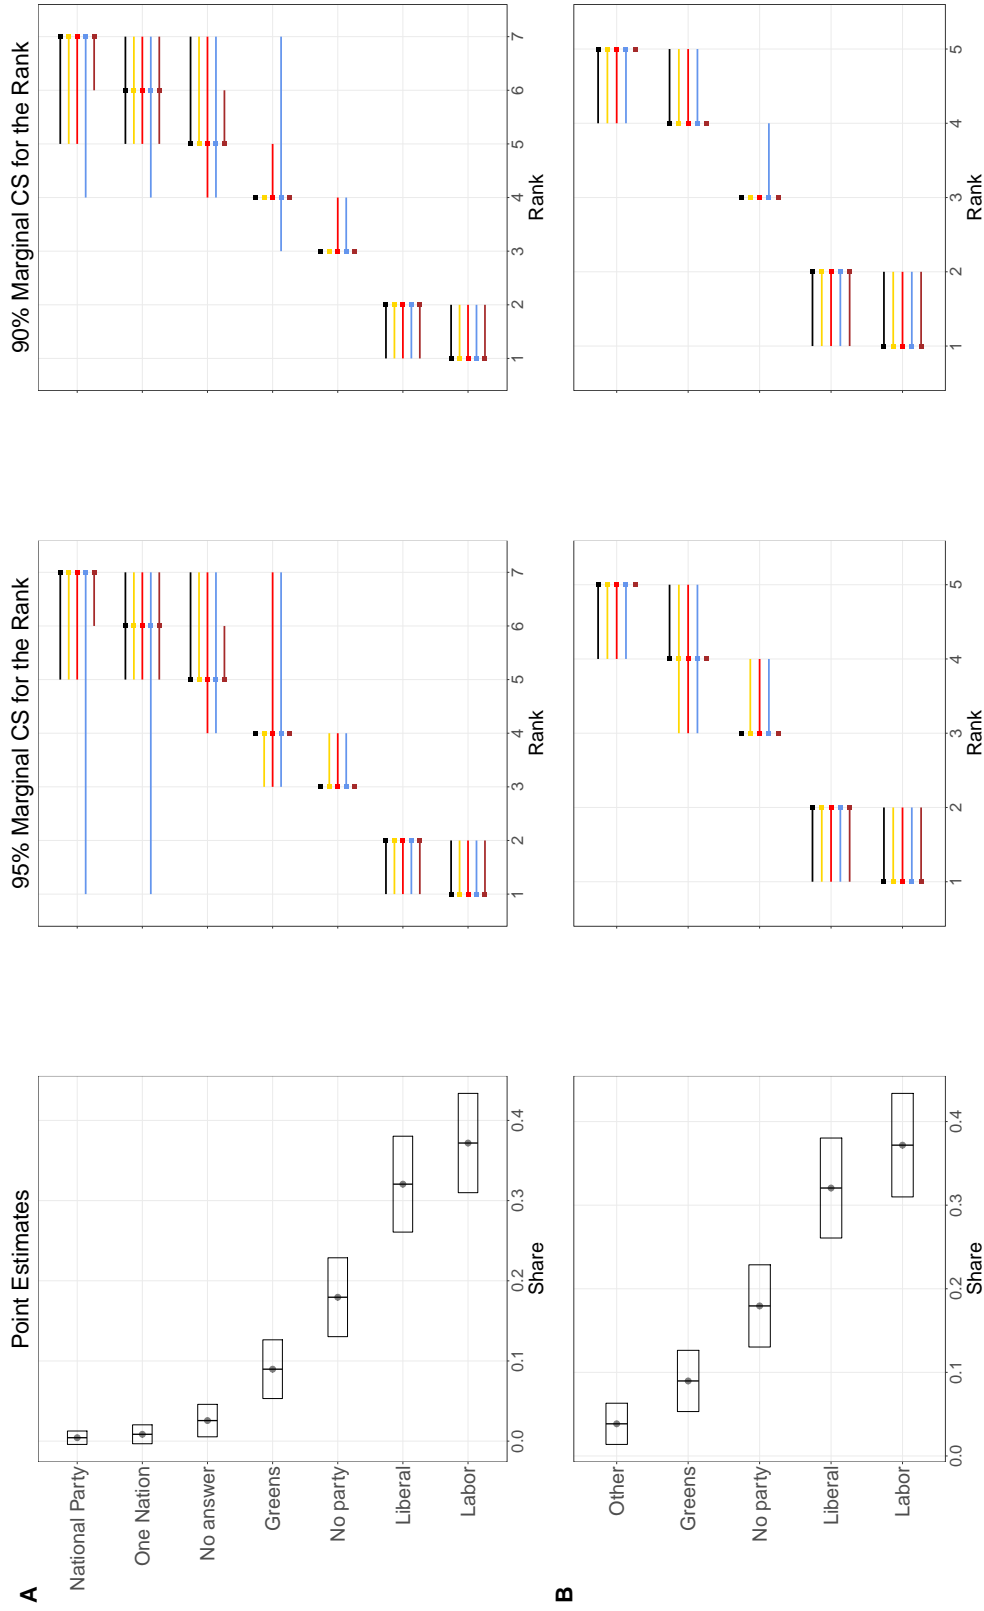 A
Point Estimates
95% Marginal CS for the Rank
90% Marginal CS for the Rank
National Party
One Nation
No answer
Greens
No party
Liberal
Labor
0.0 0.1 0.2 0.3 0.4
Share
1 2 3 4 5 6 7
Rank
1 2 3 4 5 6 7
Rank
B
Other
Greens
No party
Liberal
Labor
0.0 0.1 0.2 0.3 0.4
Share
1 2 3 4 5
Rank
1 2 3 4 5
Rank